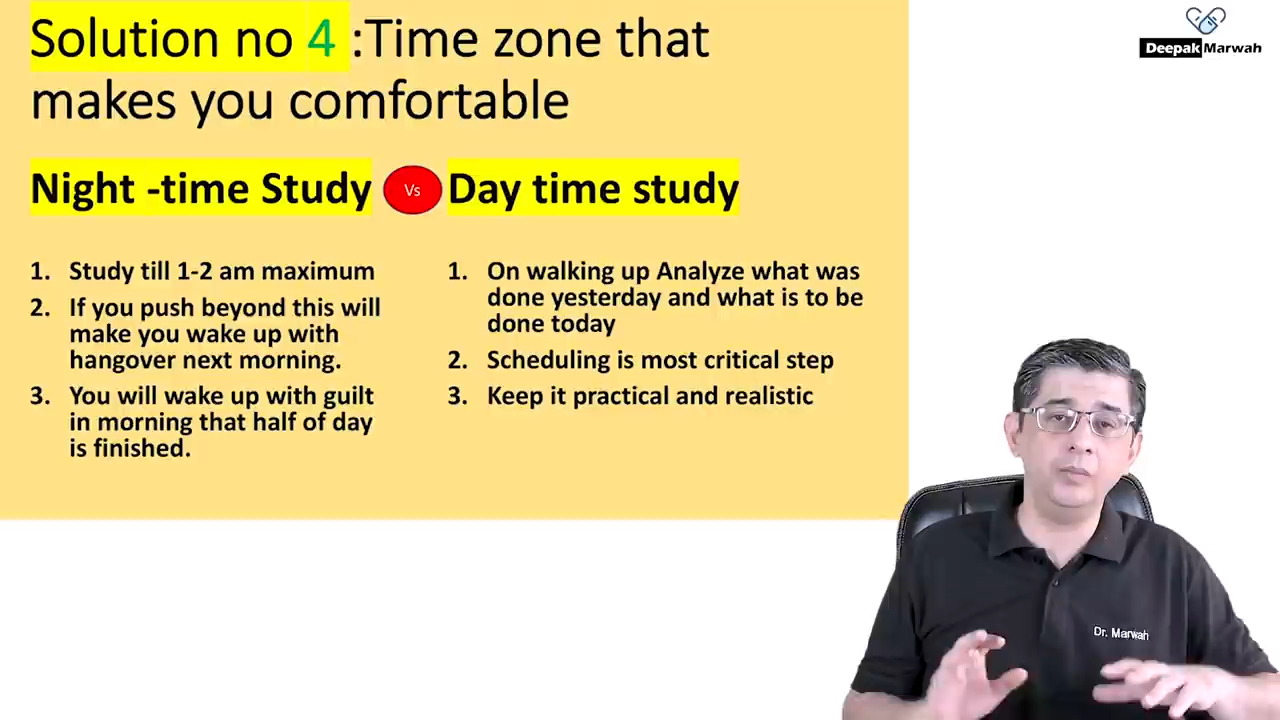 Solution no 4 :Time zone that
makes you comfortable
Deepak Marwah
Night -time Study
Vs
Day time study
1. Study till 1-2 am maximum
2. If you push beyond this will
make you wake up with
hangover next morning.
3. You will wake up with guilt
in morning that half of day
is finished.
1. On walking up Analyze what was
done yesterday and what is to be
done today
2. Scheduling is most critical step
3. Keep it practical and realistic
Dr. Marwah